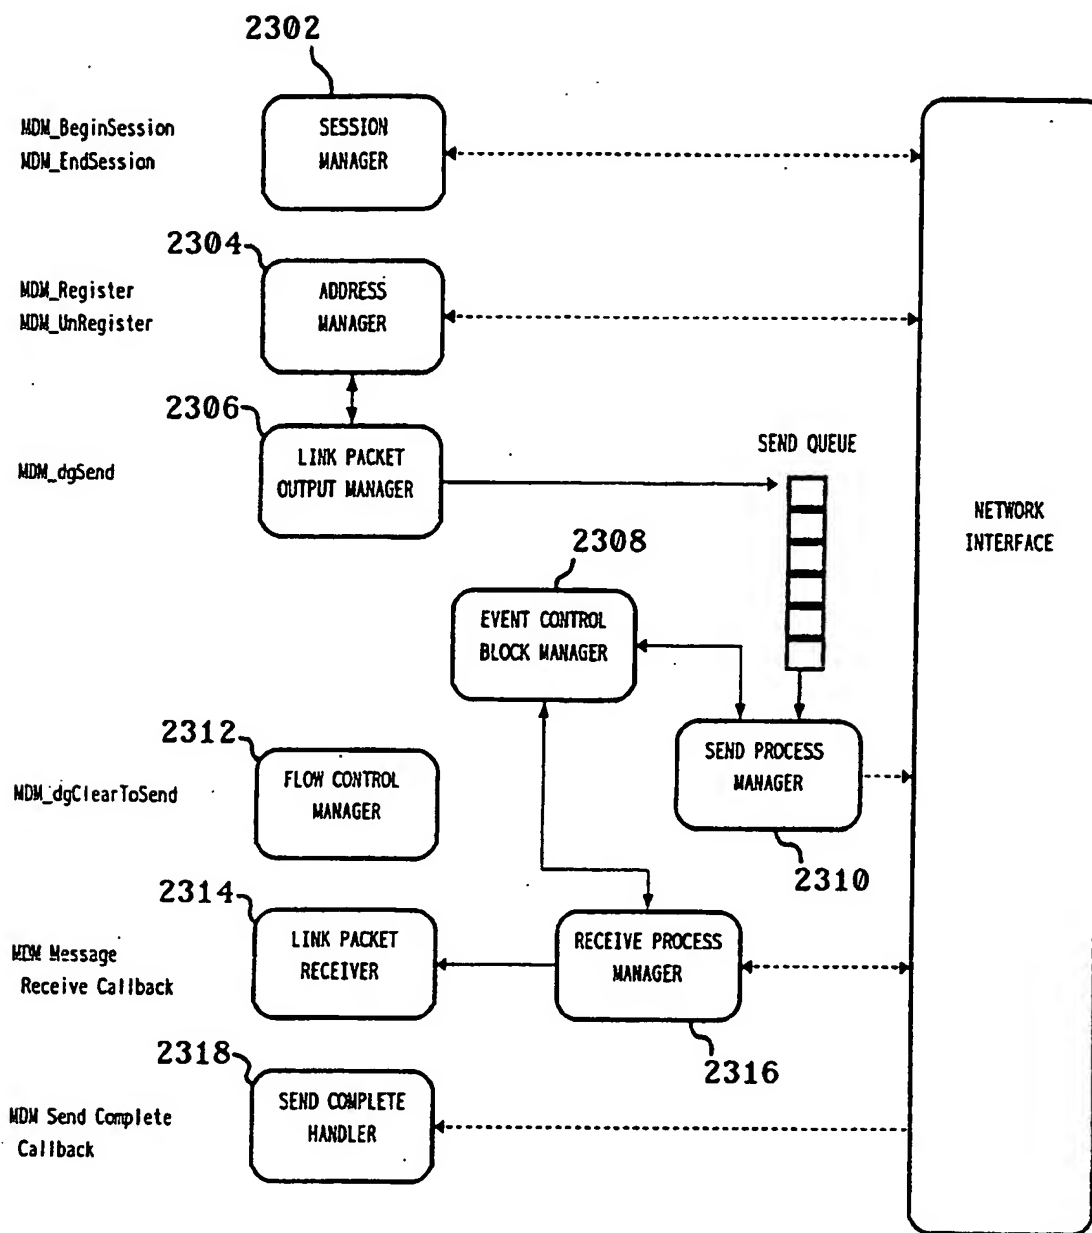 2302
MDM_BeginSession
MDM_EndSession
SESSION
MANAGER
2304
MDM_Register
MDM_UnRegister
ADDRESS
MANAGER
2306
MDM_dgSend
LINK PACKET
OUTPUT MANAGER
SEND QUEUE
NETWORK
INTERFACE
2308
EVENT CONTROL
BLOCK MANAGER
2312
MDM_dgClearToSend
FLOW CONTROL
MANAGER
SEND PROCESS
MANAGER
2310
2314
MDM Message
Receive Callback
LINK PACKET
RECEIVER
RECEIVE PROCESS
MANAGER
2316
2318
MDM Send Complete
Callback
SEND COMPLETE
HANDLER